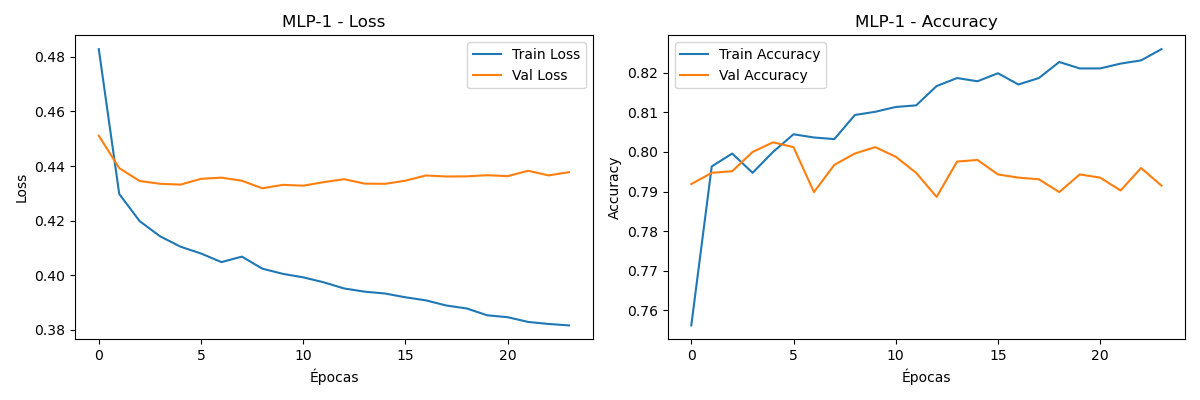 MLP-1 - Loss
Train Loss
Val Loss
0.48
0.46
0.44
0.42
0.40
0.38
Loss
0
5
10
15
20
Épocas
MLP-1 - Accuracy
Train Accuracy
Val Accuracy
0.82
0.81
0.80
0.79
0.78
0.77
0.76
Accuracy
0
5
10
15
20
Épocas